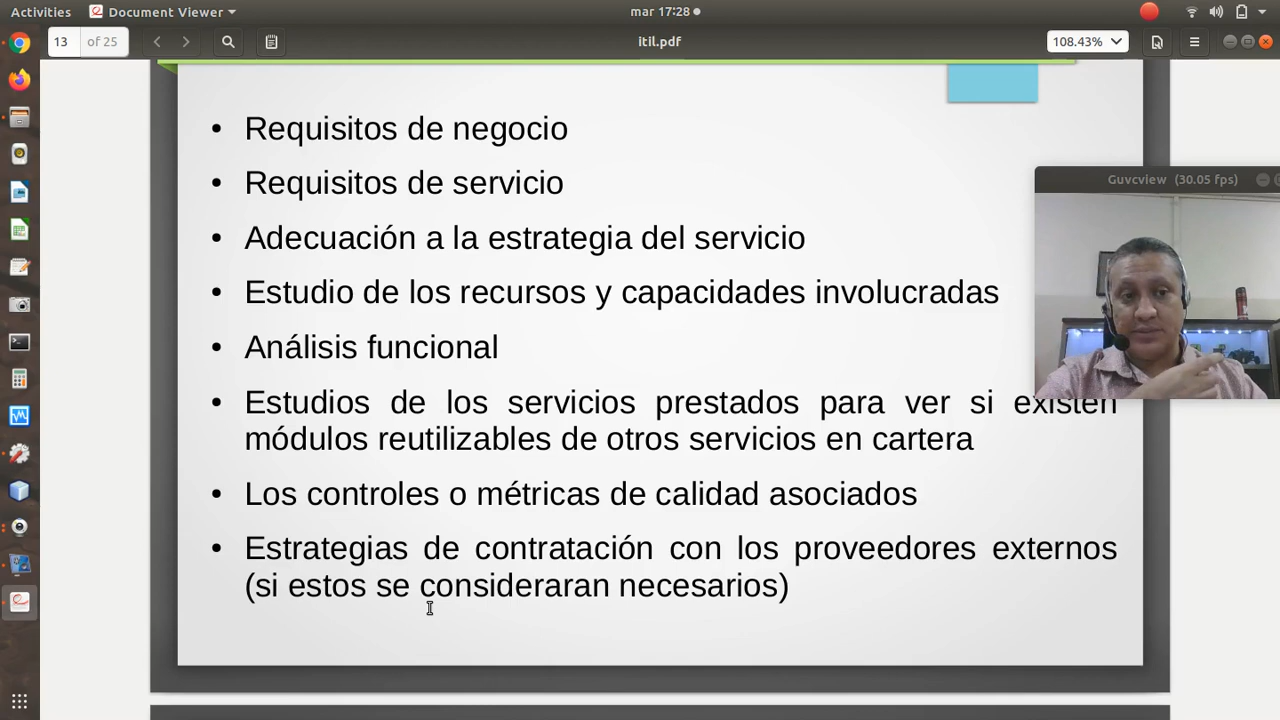 Activities
Document Viewer
mar 17:28
13
of 25
itil.pdf
108.43%
Requisitos de negocio
Requisitos de servicio
Adecuación a la estrategia del servicio
Estudio de los recursos y capacidades involucradas
Análisis funcional
Estudios de los servicios prestados para ver si existen
módulos reutilizables de otros servicios en cartera
Los controles o métricas de calidad asociados
Estrategias de contratación con los proveedores externos
(si estos se consideraran necesarios)
Guvcview (30.05 fps)